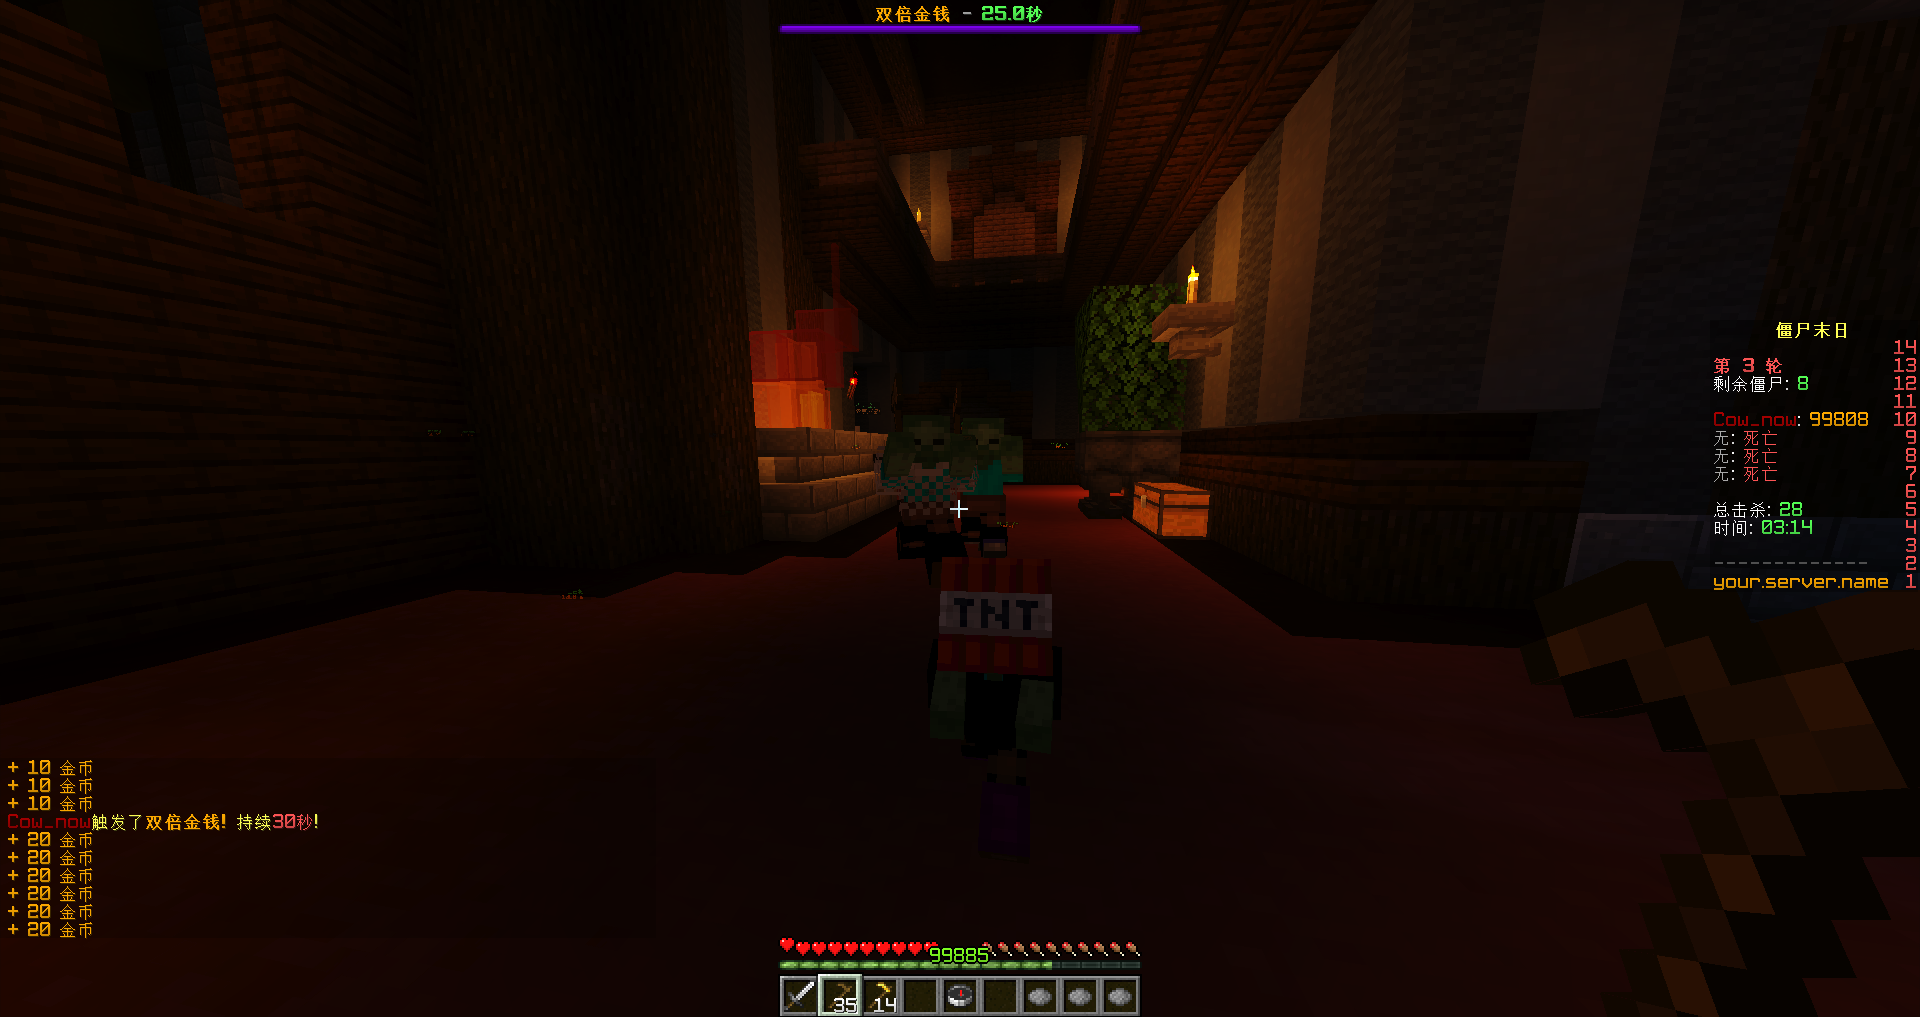 双倍金钱 - 25.0秒
僵尸末日
14
第 3 轮 13
剩余僵尸: 8 12
11
Cow_now: 99808 10
无: 死亡 9
无: 死亡 8
无: 死亡 7
6
总击杀: 28 5
时间: 03:14 4
3
-------------- 2
your.server.name 1
TNT
+ 10 金币
+ 10 金币
+ 10 金币
Cow_now触发了双倍金钱! 持续30秒!
+ 20 金币
+ 20 金币
+ 20 金币
+ 20 金币
+ 20 金币
+ 20 金币
99885
35 14